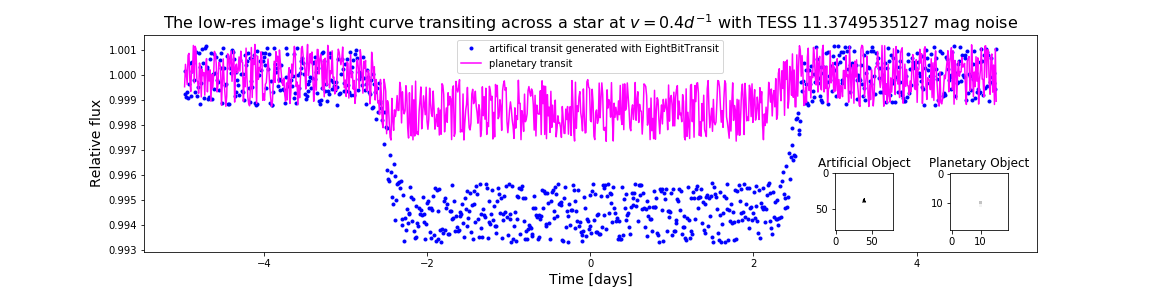 The low-res image's light curve transiting across a star at v = 0.4d⁻¹ with TESS 11.3749535127 mag noise
artifical transit generated with EightBitTransit
planetary transit
Relative flux
1.001
1.000
0.999
0.998
0.997
0.996
0.995
0.994
0.993
Artificial Object
0
50
0 50
Planetary Object
0
10
0 10
−4 −2 0 2 4
Time [days]